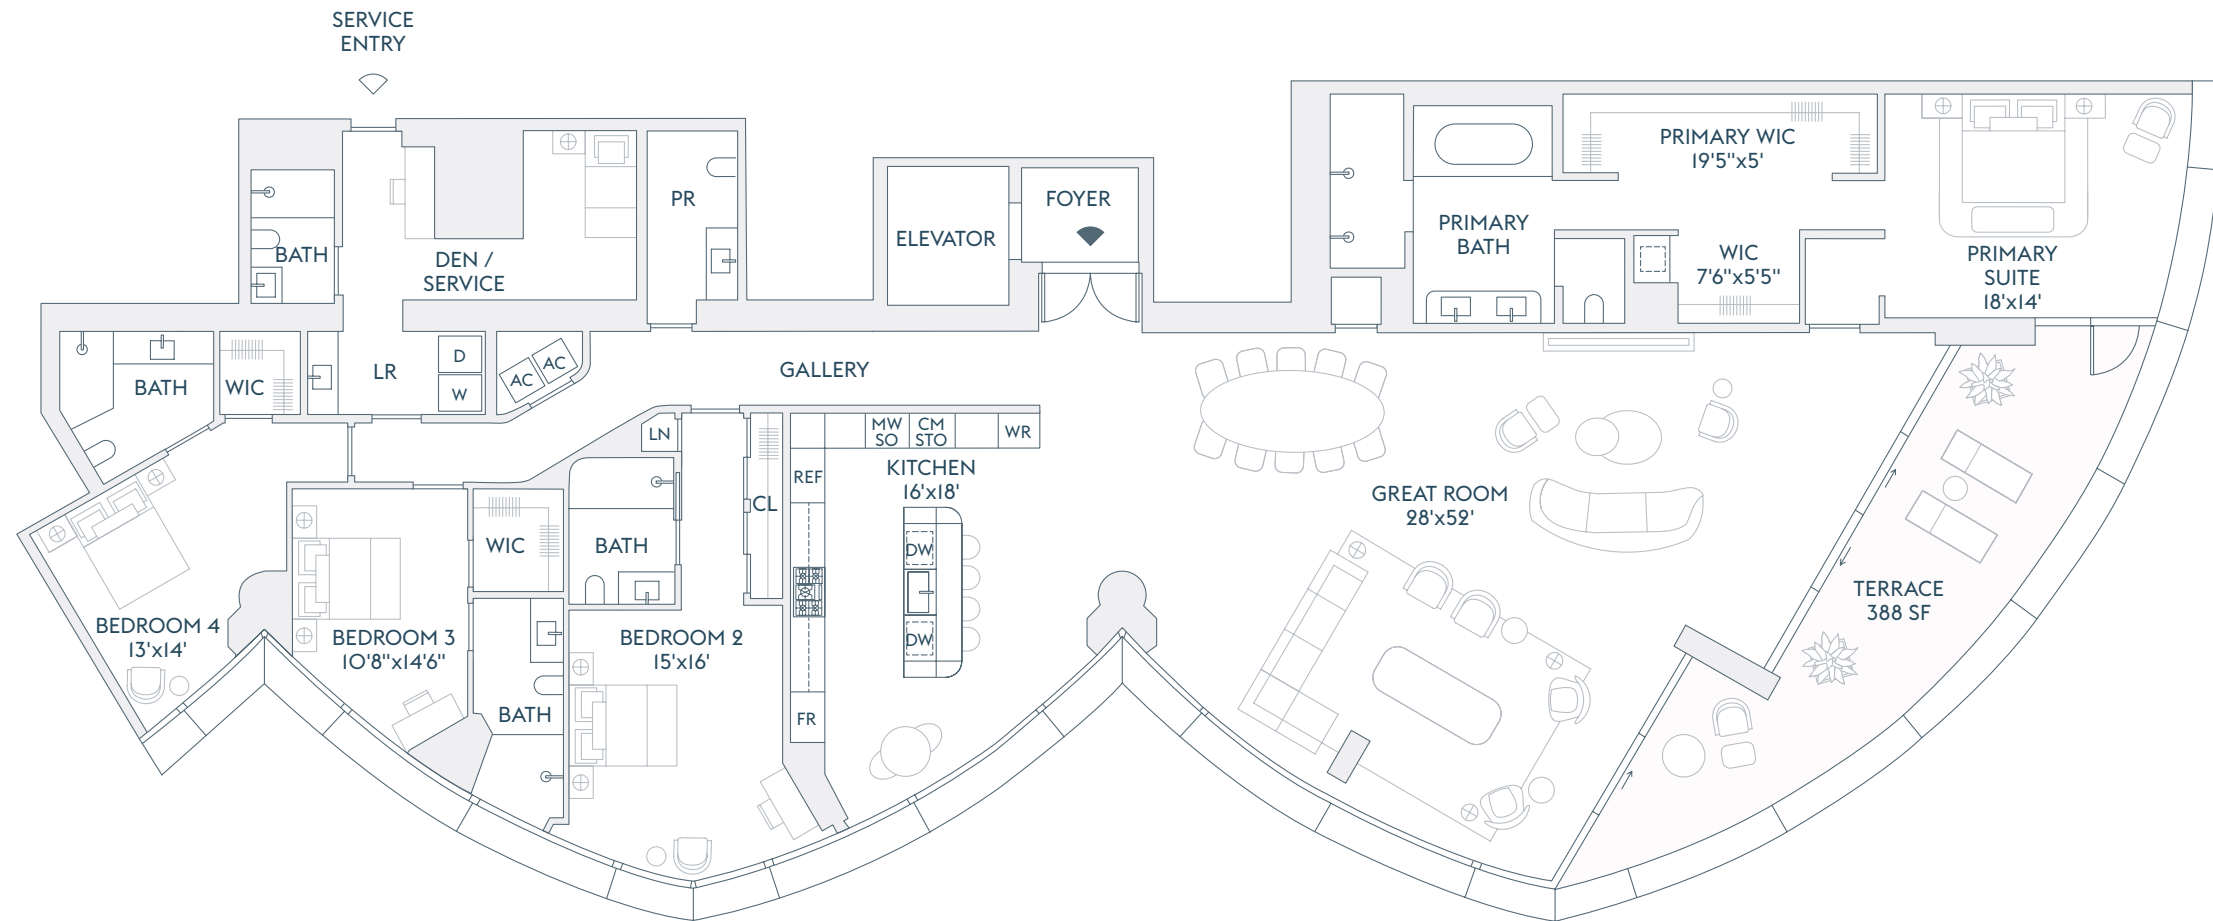 SERVICE
ENTRY
PRIMARY WIC
19'5"x5'
PR
FOYER
ELEVATOR
PRIMARY
BATH
BATH
DEN /
SERVICE
WIC
7'6"x5'5"
PRIMARY
SUITE
18'x14'
D
W
LR
AC
AC
GALLERY
BATH
WIC
LN
MW
SO
CM
STO
WR
REF
KITCHEN
16'x18'
CL
GREAT ROOM
28'x52'
WIC
BATH
DW
DW
TERRACE
388 SF
BEDROOM 4
13'x14'
BEDROOM 3
10'8"x14'6"
BEDROOM 2
15'x16'
BATH
FR